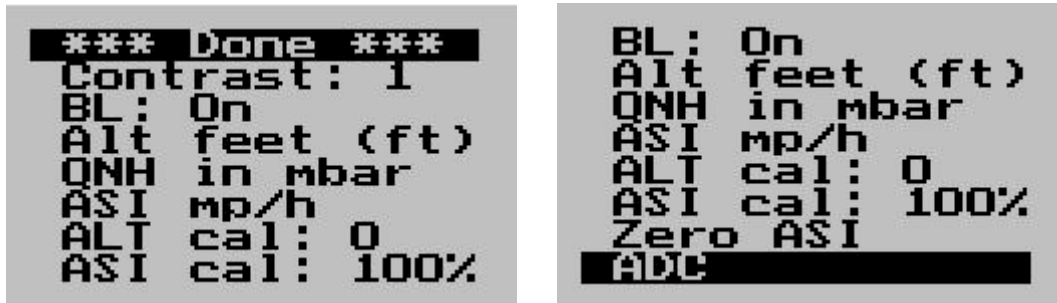 *** Done ***
Contrast: 1
BL: On
Alt feet (ft)
QNH in mbar
ASI mp/h
ALT cal: 0
ASI cal: 100%
BL: On
Alt feet (ft)
QNH in mbar
ASI mp/h
ALT cal: 0
ASI cal: 100%
Zero ASI
ADC